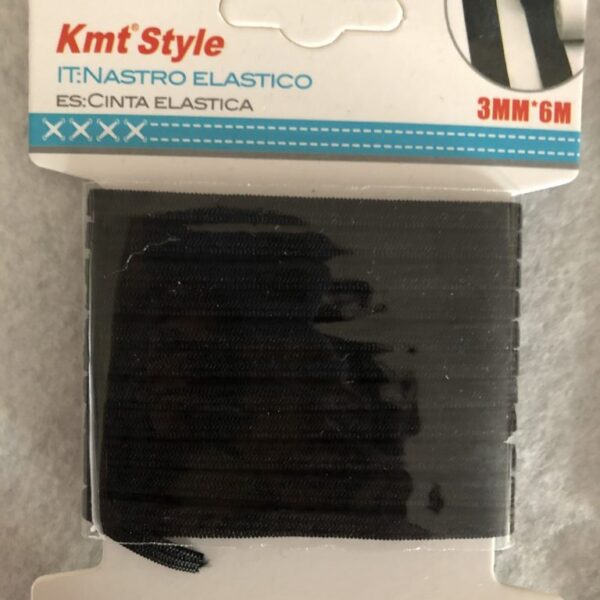 Kmt® Style
IT:NASTRO ELASTICO
ES:CINTA ELASTICA
3MM*6M